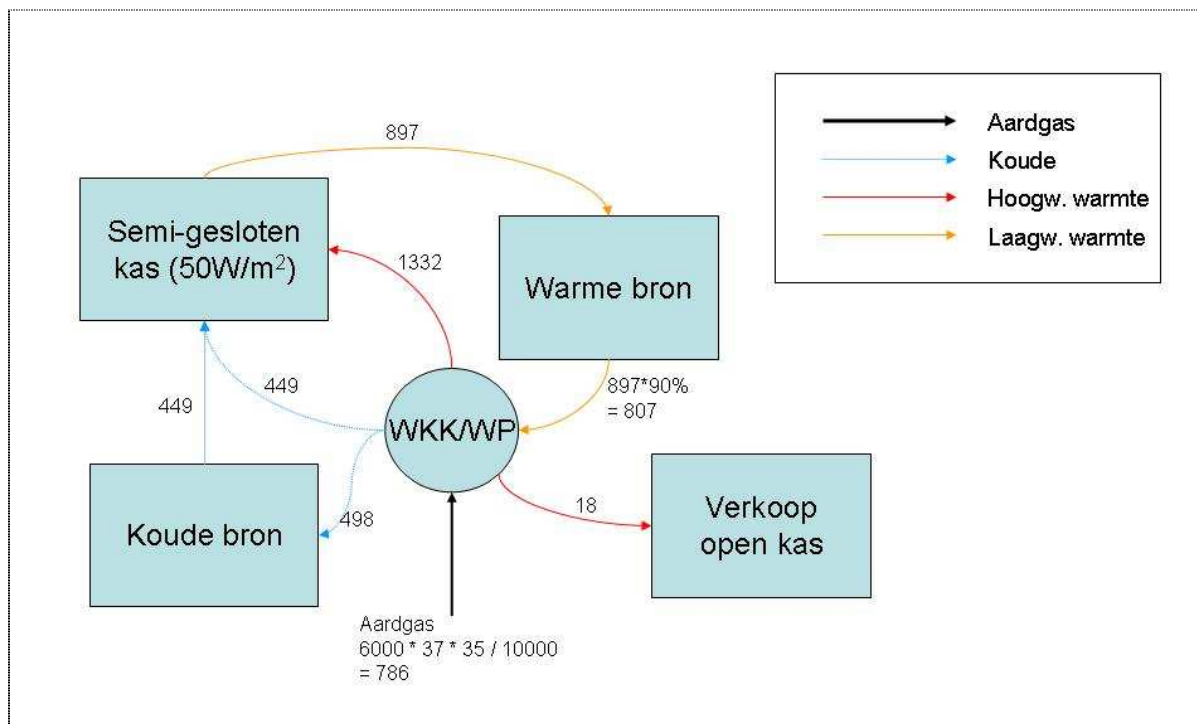 897
Aardgas
Koude
Hoogw. warmte
Laagw. warmte
Semi-gesloten
kas (50W/m²)
1332
Warme bron
449
449
897*90%
= 807
WKK/WP
Koude bron
498
18
Verkoop
open kas
Aardgas
6000 * 37 * 35 / 10000
= 786